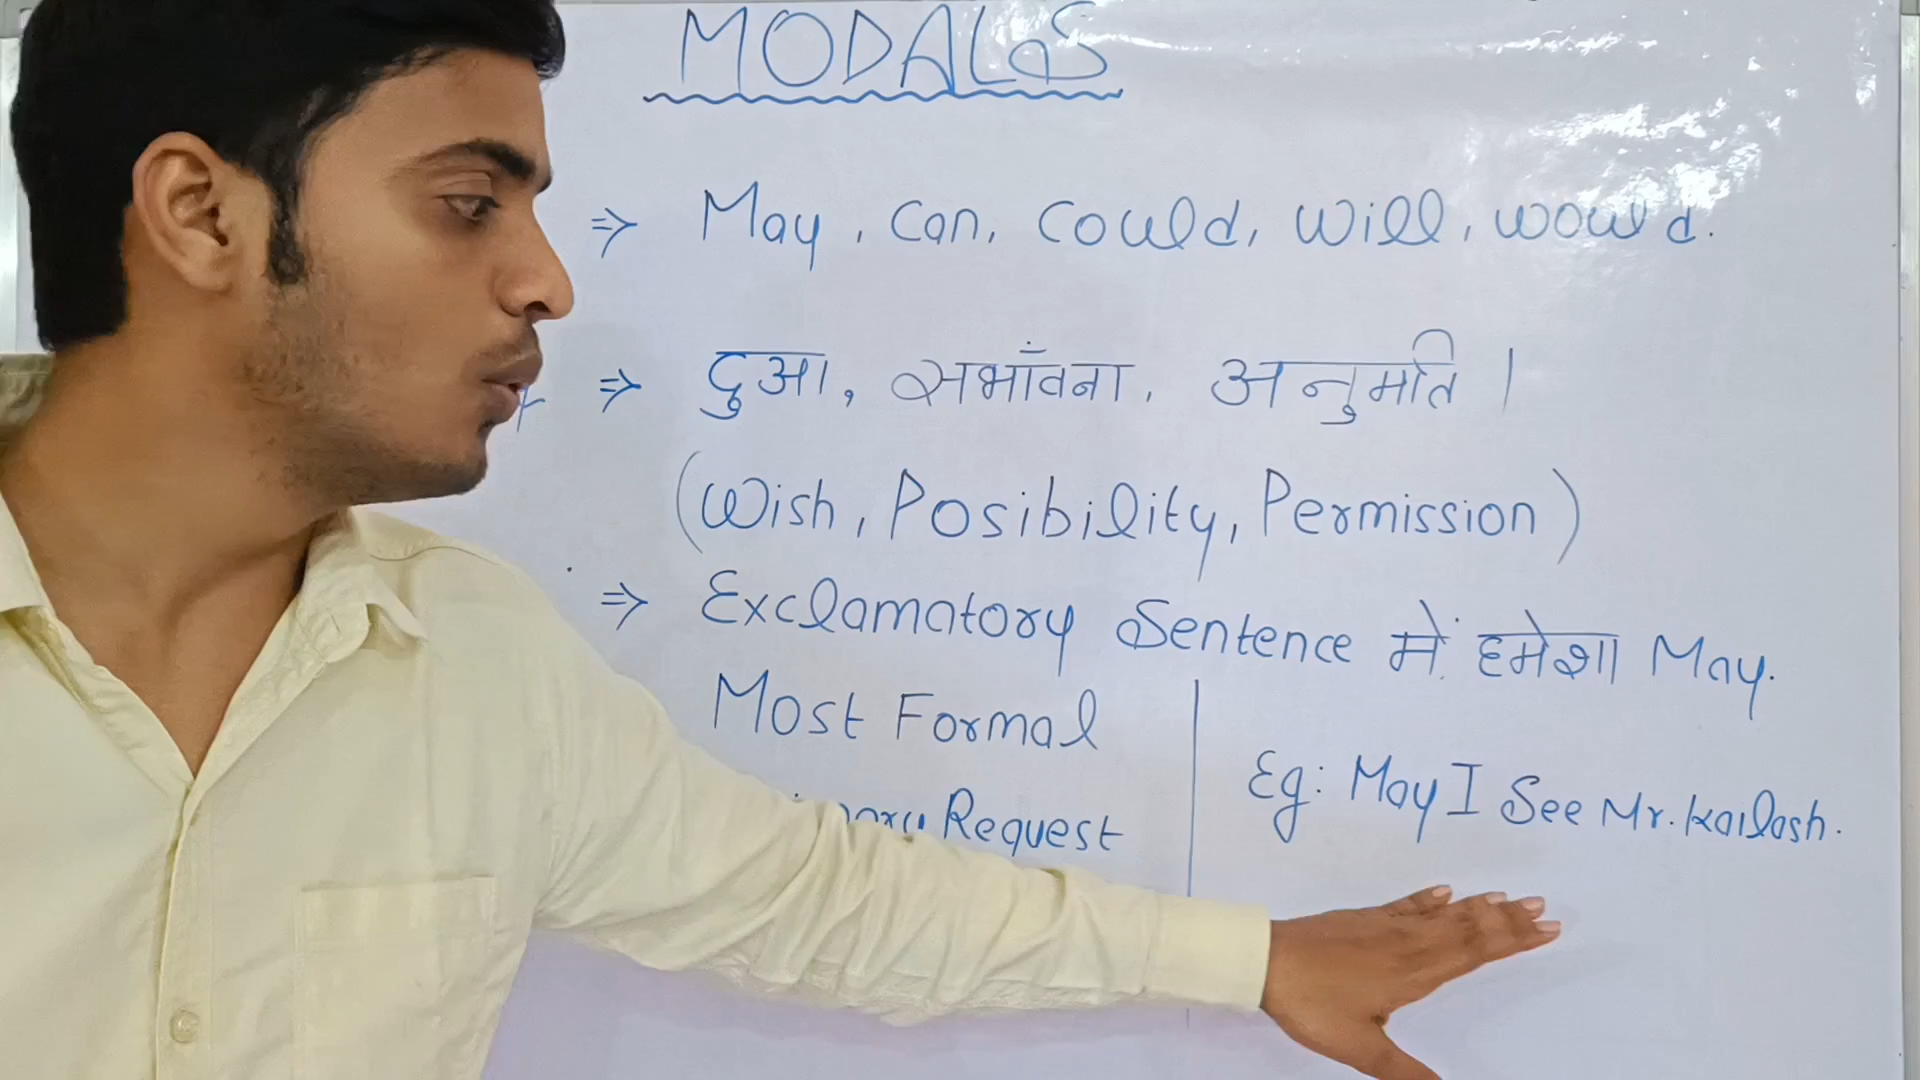 MODALS
⇒ May, can, could, will, would.
⇒ दुआ, सभांवना, अनुमति।
(Wish, Posibility, Permission)
⇒ Exclamatory Sentence में हमेशा May.
Most Formal
Request
Eg: May I See Mr. Kailash.